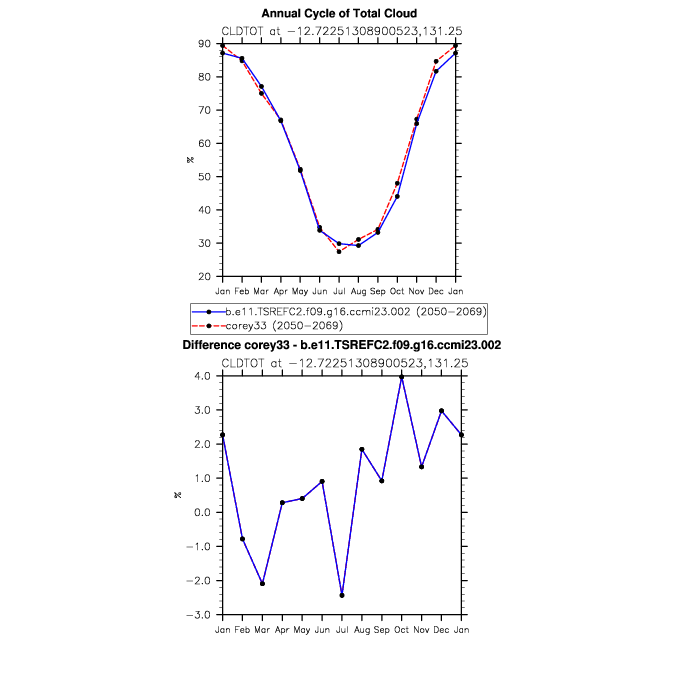 Annual Cycle of Total Cloud
CLDTOT at −12.72251308900523,131.25
90
80
70
60
50
40
30
20
%
Jan Feb Mar Apr May Jun Jul Aug Sep Oct Nov Dec Jan
b.e11.TSREFC2.f09.g16.ccmi23.002 (2050−2069)
corey33 (2050−2069)
Difference corey33 - b.e11.TSREFC2.f09.g16.ccmi23.002
CLDTOT at −12.72251308900523,131.25
4.0
3.0
2.0
1.0
0.0
−1.0
−2.0
−3.0
%
Jan Feb Mar Apr May Jun Jul Aug Sep Oct Nov Dec Jan